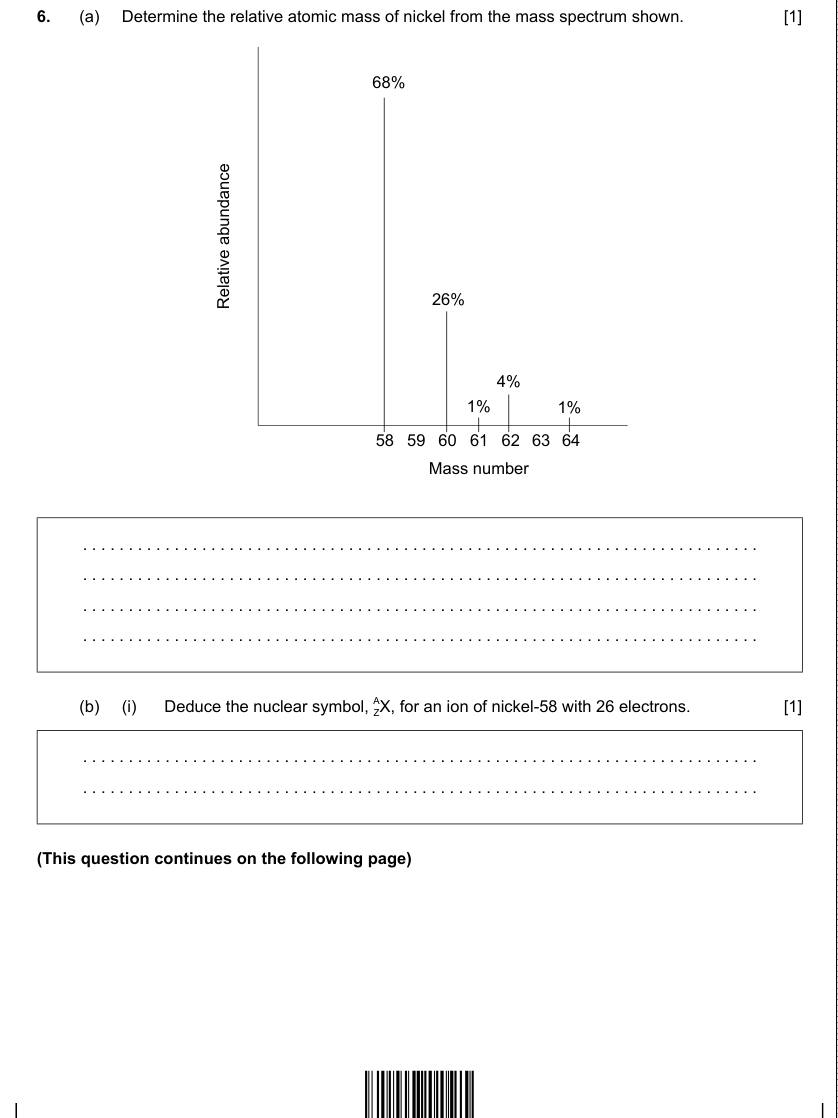 6. (a) Determine the relative atomic mass of nickel from the mass spectrum shown. [1]
68%
Relative abundance
26%
4%
1% 1%
58 59 60 61 62 63 64
Mass number
(b) (i) Deduce the nuclear symbol, ᴬ_ZX, for an ion of nickel-58 with 26 electrons. [1]
(This question continues on the following page)